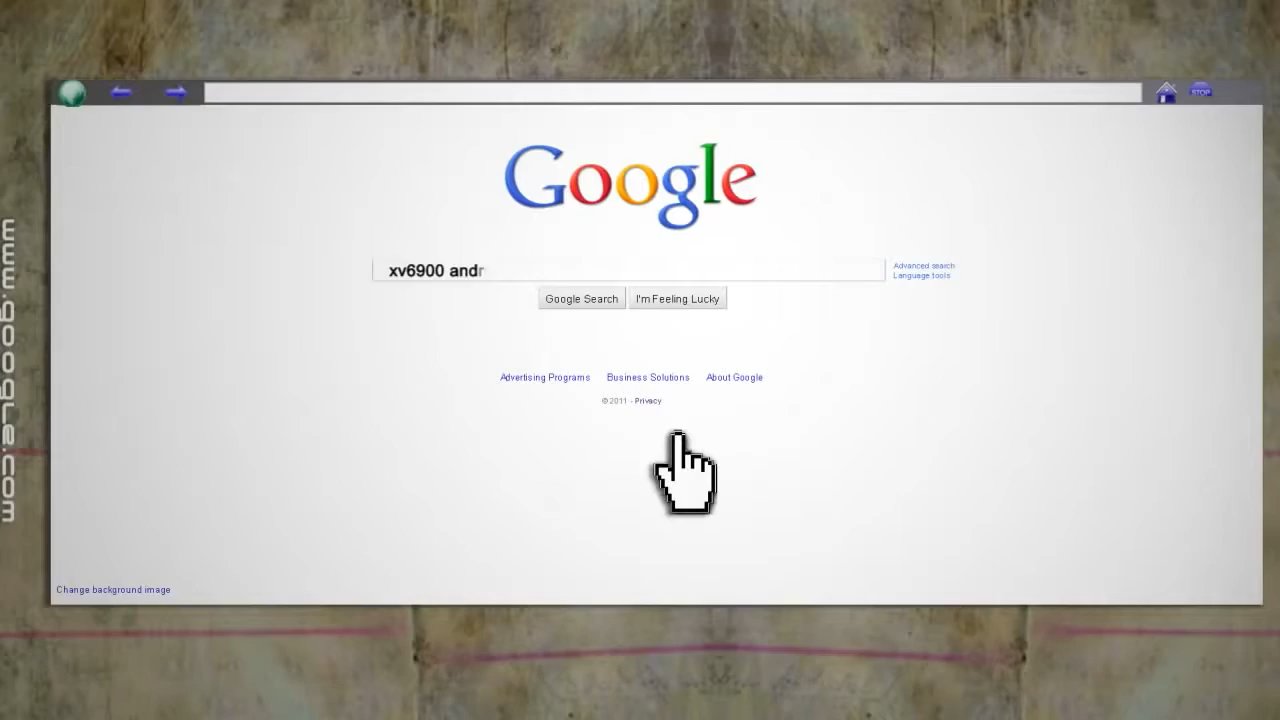 STOP
Google
xv6900 andr
Advanced search
Language tools
Google Search
I'm Feeling Lucky
Advertising Programs Business Solutions About Google
© 2011 - Privacy
Change background image
www.google.com